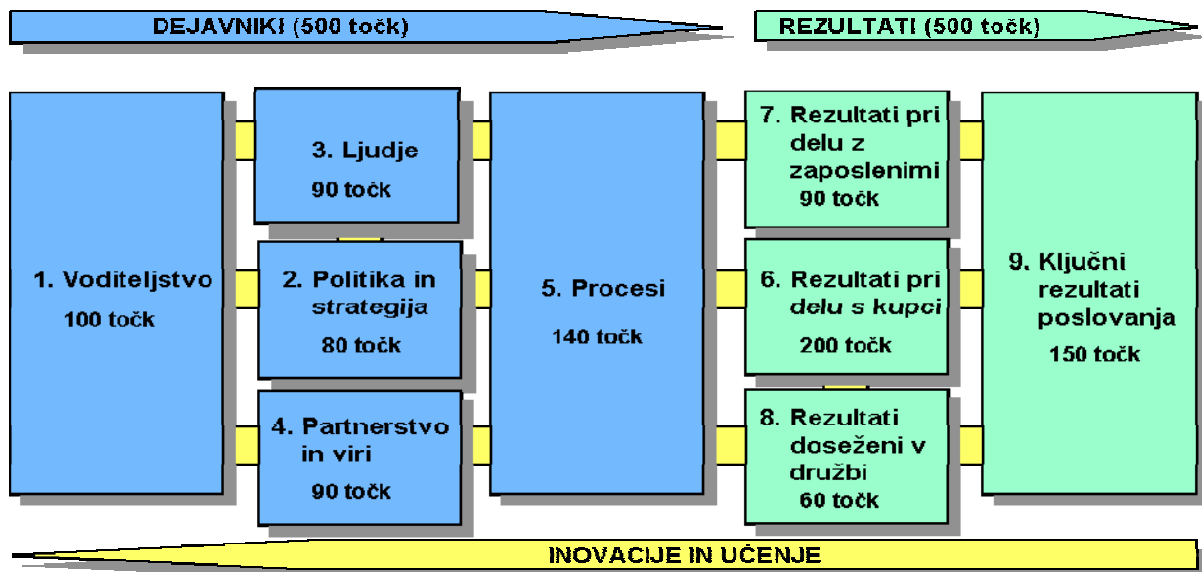 DEJAVNIKI (500 točk)
REZULTATI (500 točk)
1. Voditeljstvo
100 točk
3. Ljudje
90 točk
2. Politika in
strategija
80 točk
4. Partnerstvo
in viri
90 točk
5. Procesi
140 točk
7. Rezultati pri
delu z
zaposlenimi
90 točk
6. Rezultati pri
delu s kupci
200 točk
8. Rezultati
doseženi v
družbi
60 točk
9. Ključni
rezultati
poslovanja
150 točk
INOVACIJE IN UČENJE